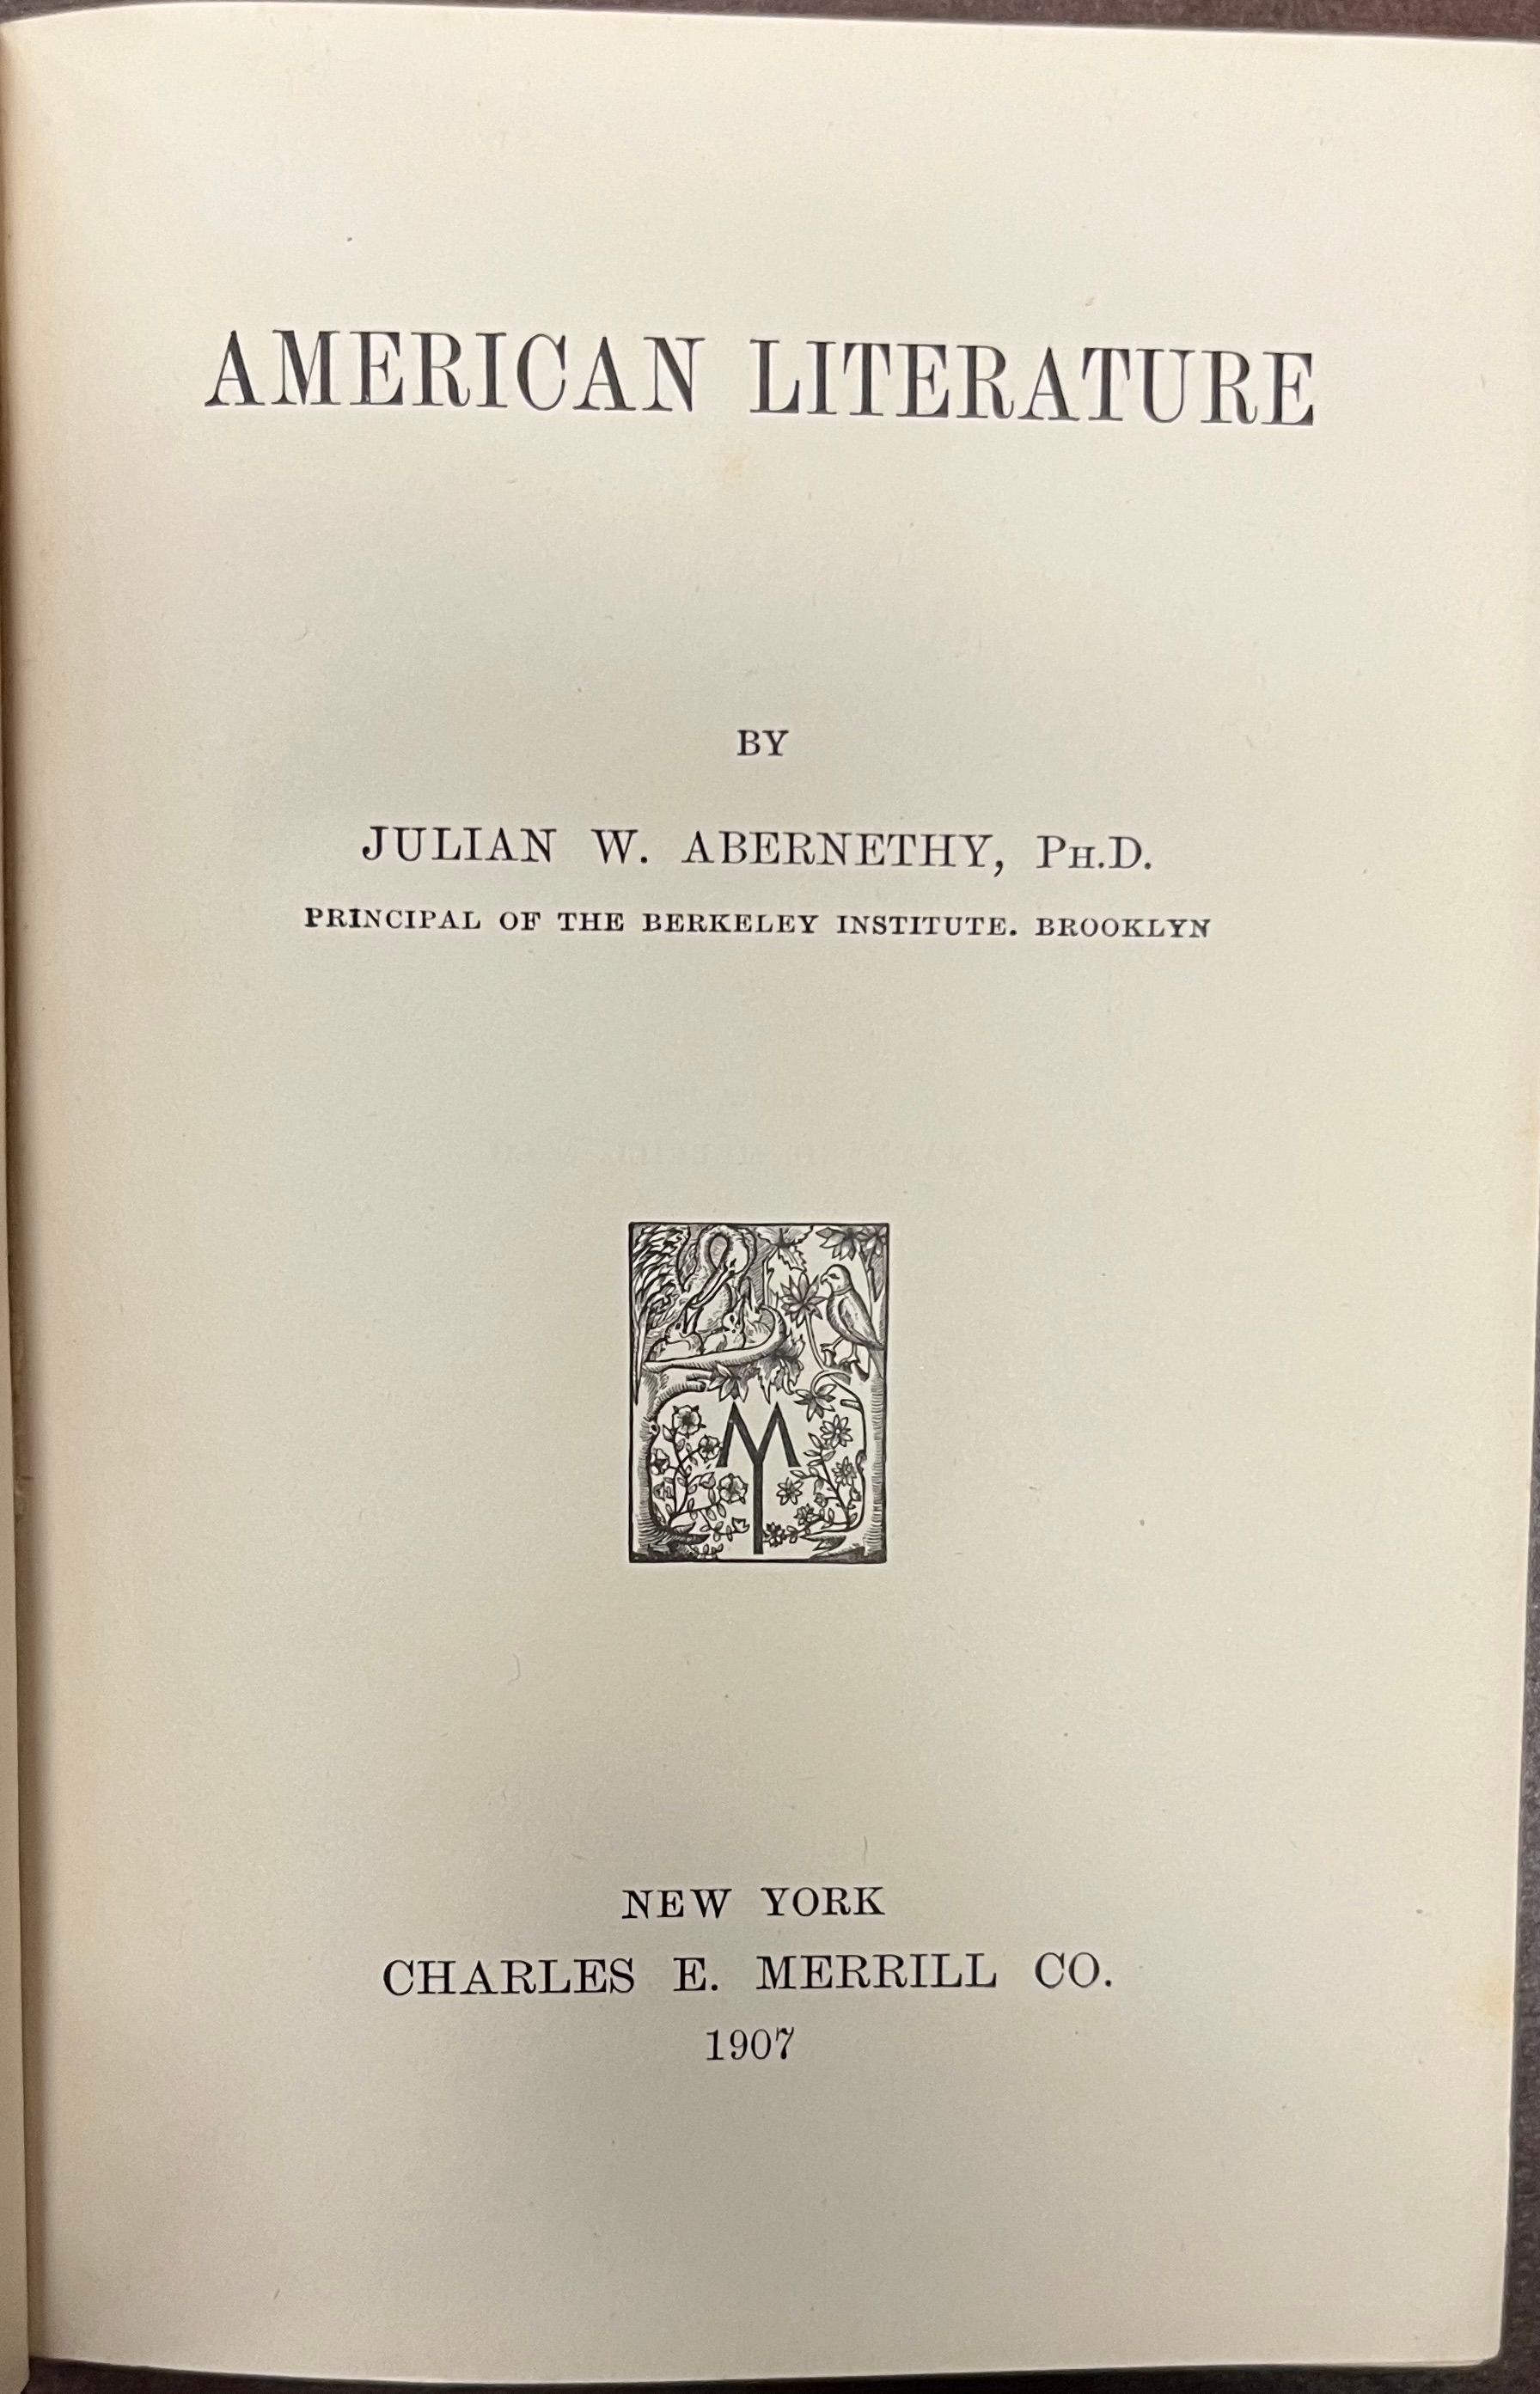 AMERICAN LITERATURE
BY
JULIAN W. ABERNETHY, PH.D.
PRINCIPAL OF THE BERKELEY INSTITUTE. BROOKLYN
M
NEW YORK
CHARLES E. MERRILL CO.
1907